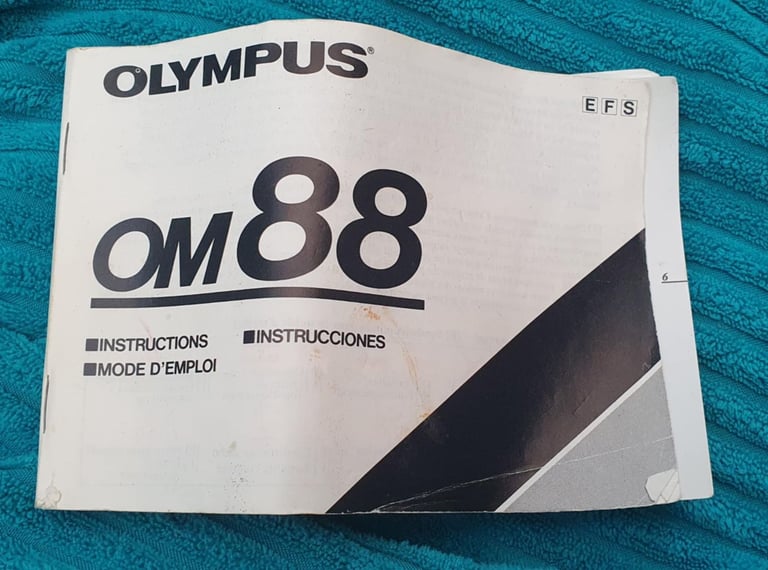 OLYMPUS®
E F S
OM88
■INSTRUCTIONS ■INSTRUCCIONES
■MODE D'EMPLOI
6